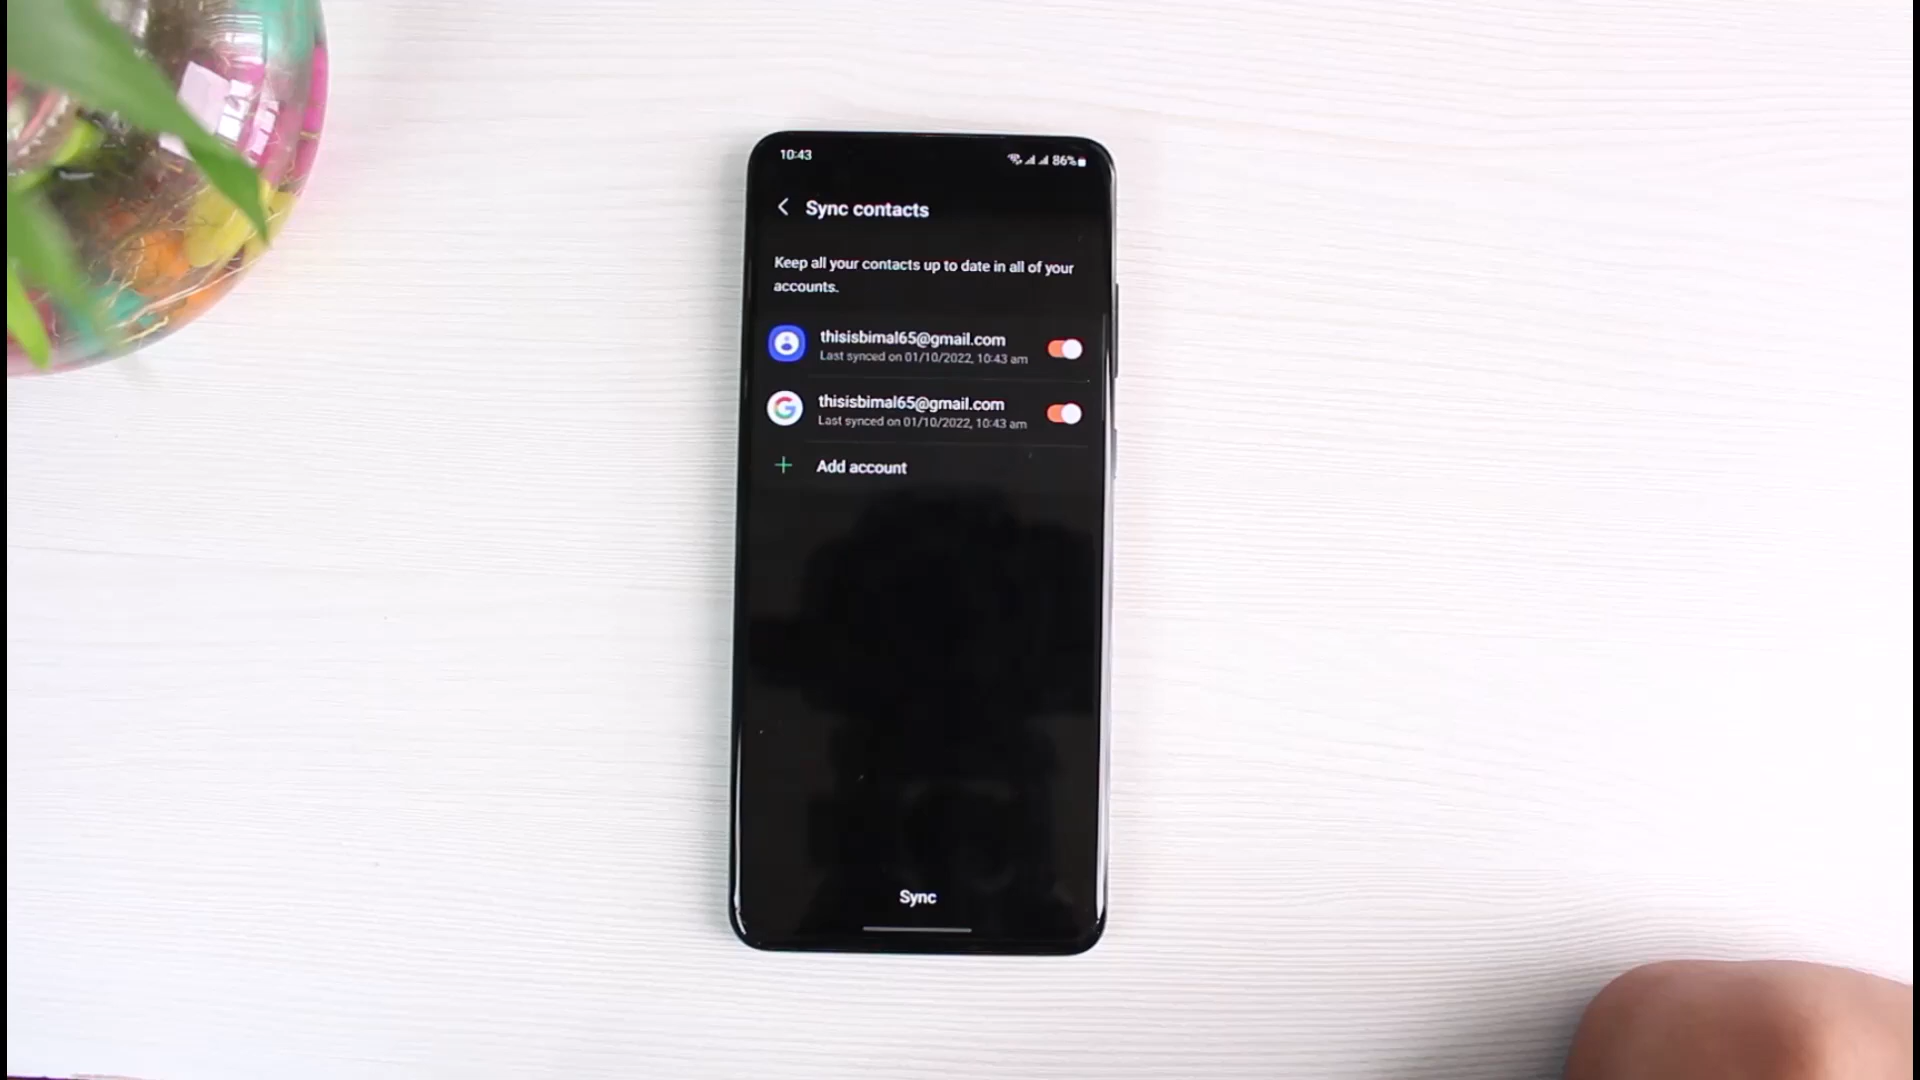 10:43
86%
Sync contacts
Keep all your contacts up to date in all of your
accounts.
thisisbimal65@gmail.com
Last synced on 01/10/2022, 10:43 am
thisisbimal65@gmail.com
Last synced on 01/10/2022, 10:43 am
Add account
Sync